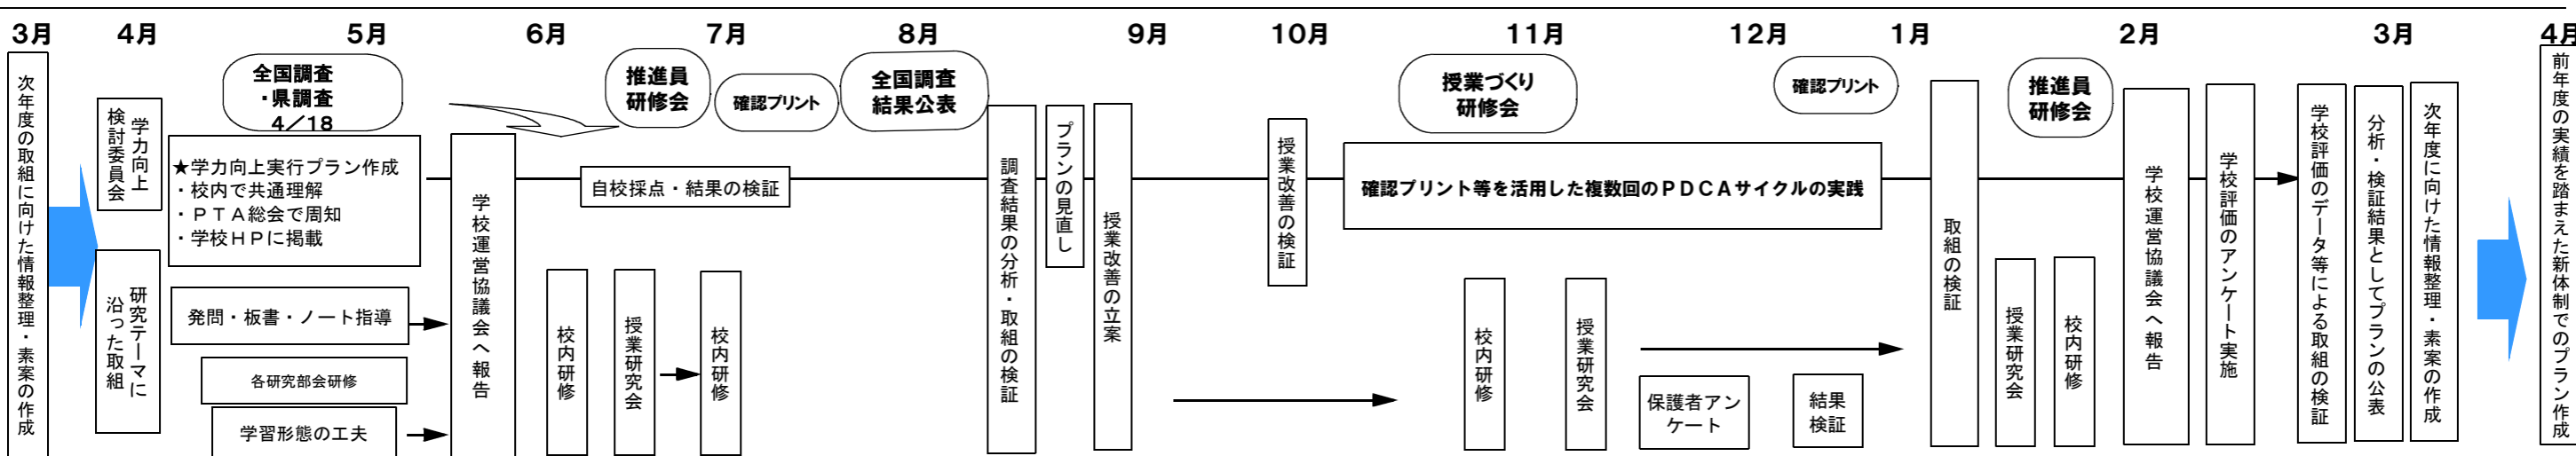 3月
4月
5月
6月
7月
8月
9月
10月
11月
12月
1月
2月
3月
4月
次年度の取組に向けた情報整理・素案の作成
学力向上
検討委員会
研究テーマに
沿った取組
全国調査
・県調査
4／18
★学力向上実行プラン作成
・校内で共通理解
・ＰＴＡ総会で周知
・学校ＨＰに掲載
発問・板書・ノート指導
各研究部会研修
学習形態の工夫
学校運営協議会へ報告
推進員
研修会
確認プリント
全国調査
結果公表
自校採点・結果の検証
校内研修
授業研究会
校内研修
調査結果の分析・取組の検証
プランの見直し
授業改善の立案
授業改善の検証
授業づくり
研修会
確認プリント
確認プリント等を活用した複数回のＰＤＣＡサイクルの実践
校内研修
授業研究会
保護者アン
ケート
結果
検証
取組の検証
推進員
研修会
授業研究会
校内研修
学校運営協議会へ報告
学校評価のアンケート実施
学校評価のデータ等による取組の検証
分析・検証結果としてプランの公表
次年度に向けた情報整理・素案の作成
前年度の実績を踏まえた新体制でのプラン作成